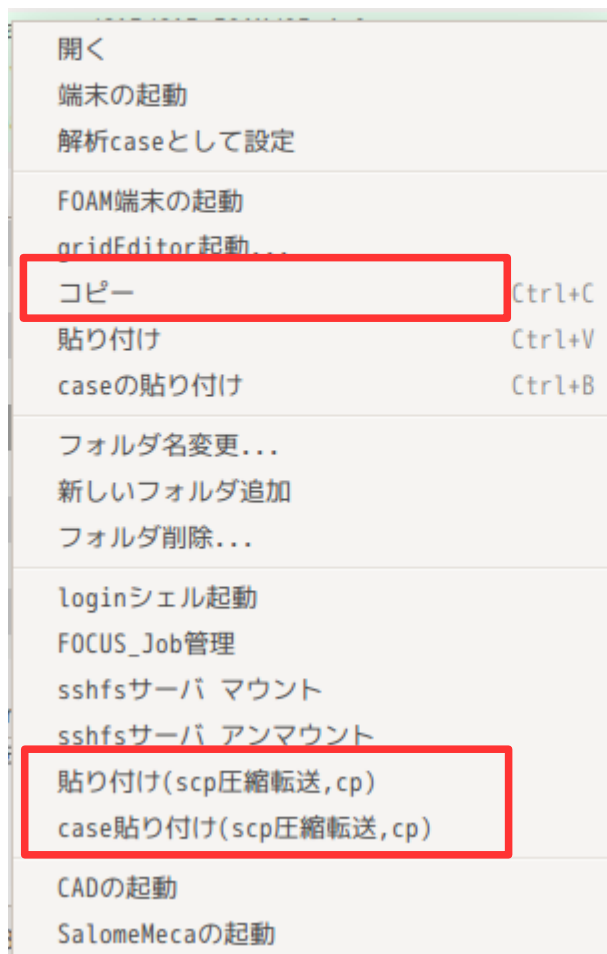 開く
端末の起動
解析caseとして設定
FOAM端末の起動
gridEditor起動...
コピー Ctrl+C
貼り付け Ctrl+V
caseの貼り付け Ctrl+B
フォルダ名変更...
新しいフォルダ追加
フォルダ削除...
loginシェル起動
FOCUS_Job管理
sshfsサーバ マウント
sshfsサーバ アンマウント
貼り付け(scp圧縮転送,cp)
case貼り付け(scp圧縮転送,cp)
CADの起動
SalomeMecaの起動